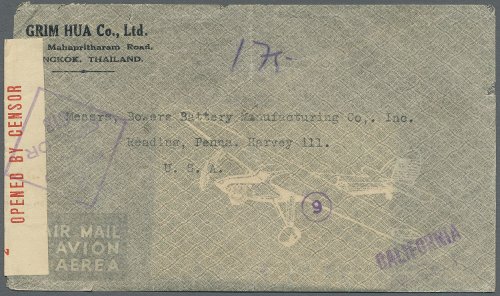 GRIM HUA Co., Ltd.
Mahapritharam Road,
NGKOK, THAILAND.
175-
OPENED BY CENSOR
Messrs, Bowers Battery Manufacturing Co,. Inc.
Reading, Penna. Harvey ill.
U. S. A.
9
AIR MAIL
AVION
AEREA
CALIFORNIA